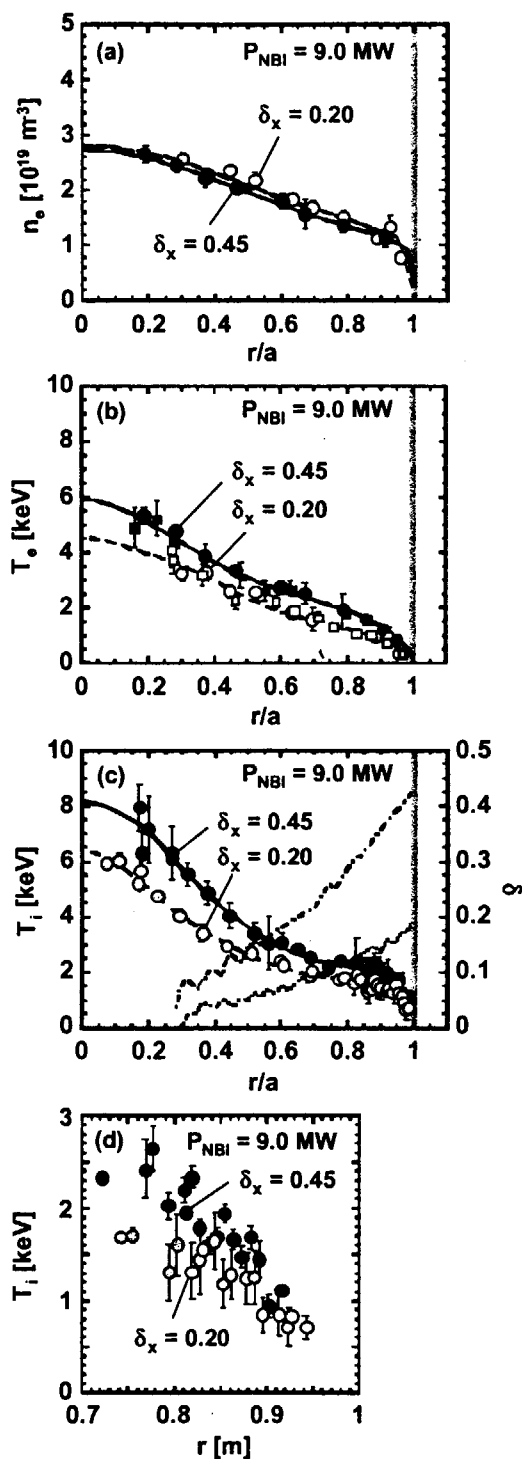 (a) P_NBI = 9.0 MW
δ_x = 0.20
δ_x = 0.45
n_e [10^19 m^-3]
5
4
3
2
1
0
0 0.2 0.4 0.6 0.8 1
r/a
(b) P_NBI = 9.0 MW
δ_x = 0.45
δ_x = 0.20
T_e [keV]
10
8
6
4
2
0
0 0.2 0.4 0.6 0.8 1
r/a
(c) P_NBI = 9.0 MW
δ_x = 0.45
δ_x = 0.20
T_i [keV]
10
8
6
4
2
0
0.5
0.4
0.3
0.2
0.1
0
δ
0 0.2 0.4 0.6 0.8 1
r/a
(d) P_NBI = 9.0 MW
δ_x = 0.45
δ_x = 0.20
T_i [keV]
3
2
1
0
0.7 0.8 0.9 1
r [m]